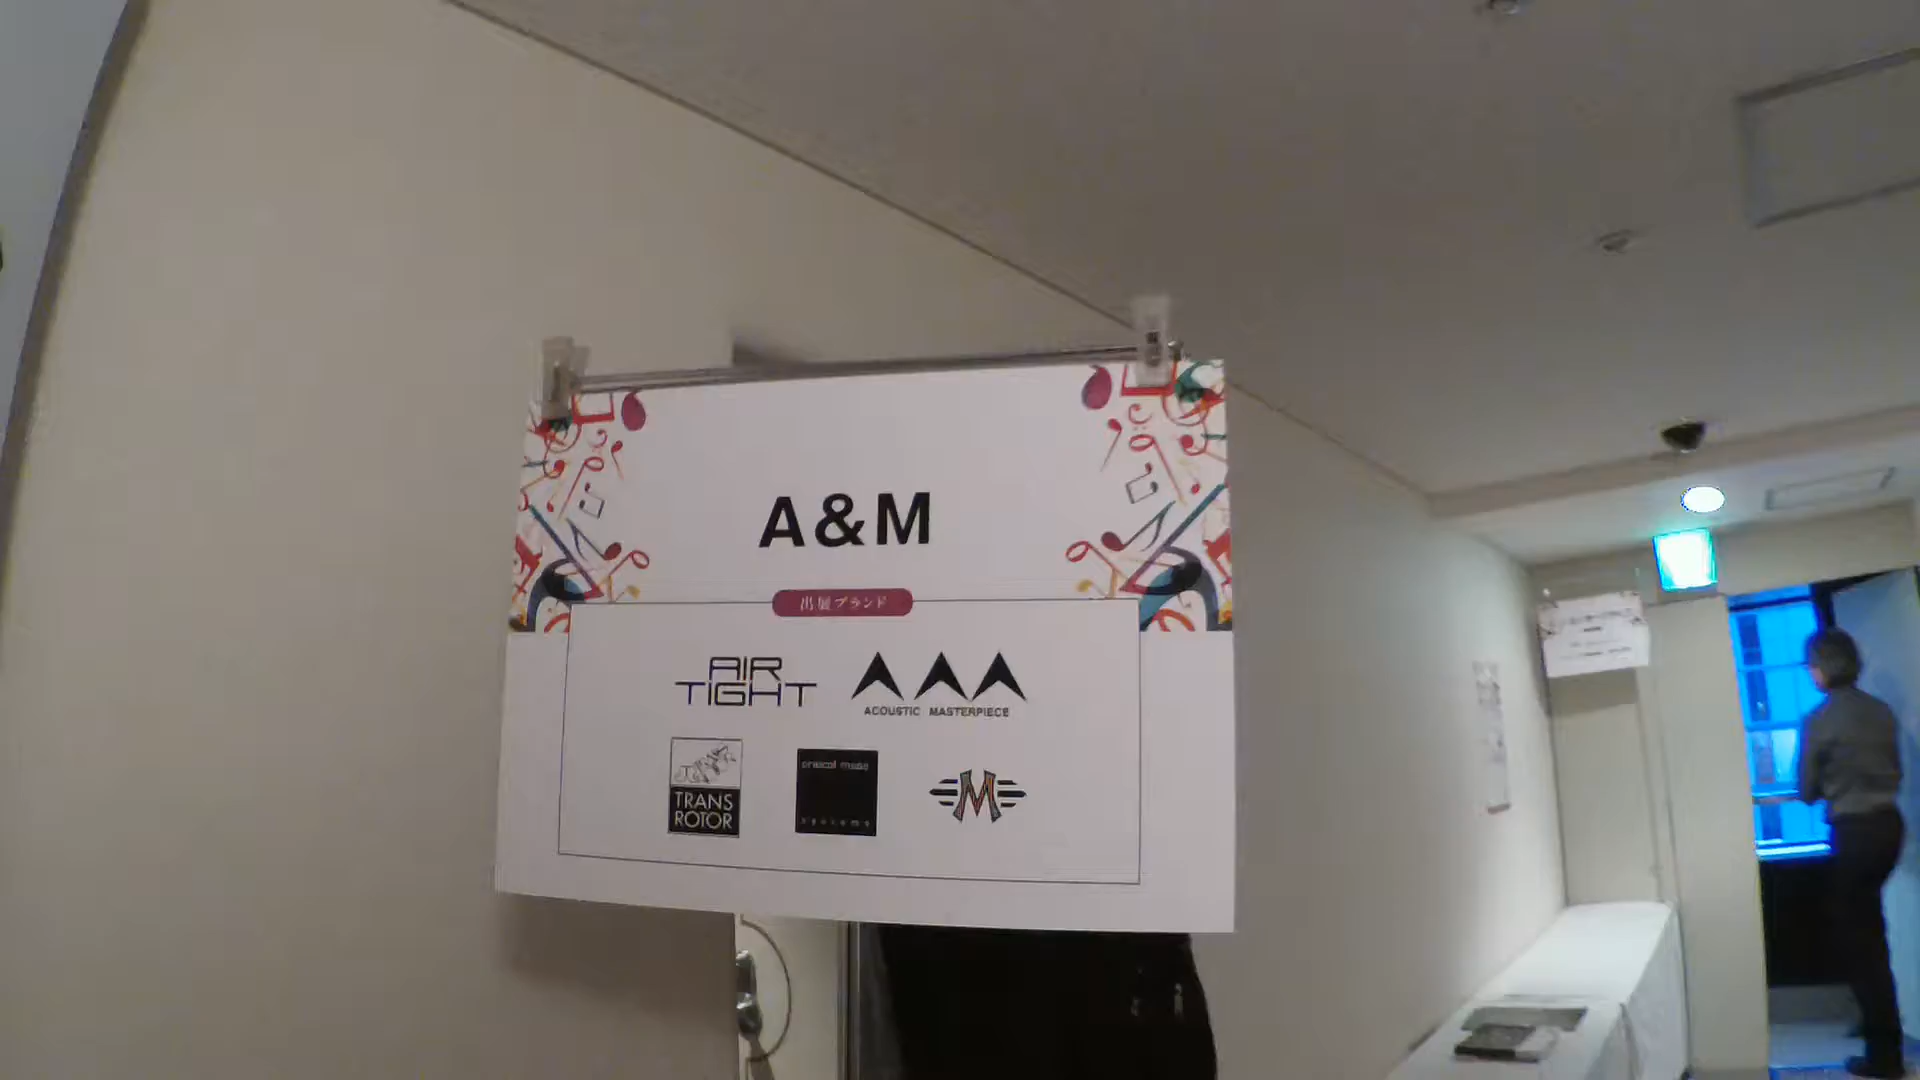 A&M
出展ブランド
AIR
TIGHT
ACOUSTIC MASTERPIECE
TRANS
ROTOR
M